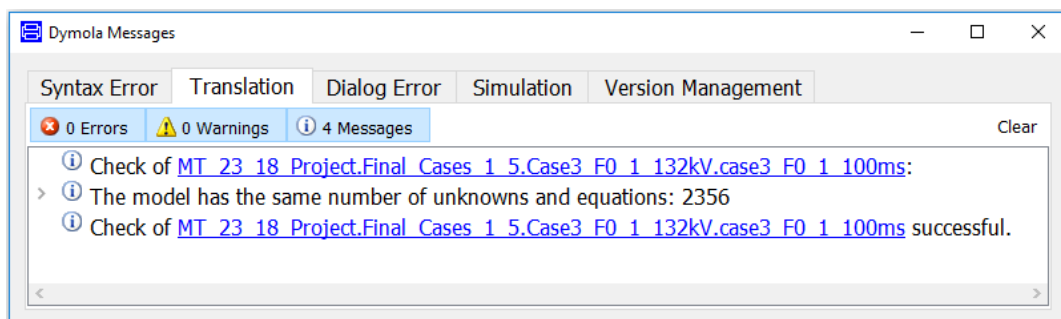 Dymola Messages
Syntax Error Translation Dialog Error Simulation Version Management
0 Errors 0 Warnings 4 Messages Clear
Check of MT_23_18_Project.Final_Cases_1_5.Case3_F0_1_132kV.case3_F0_1_100ms:
The model has the same number of unknowns and equations: 2356
Check of MT_23_18_Project.Final_Cases_1_5.Case3_F0_1_132kV.case3_F0_1_100ms successful.